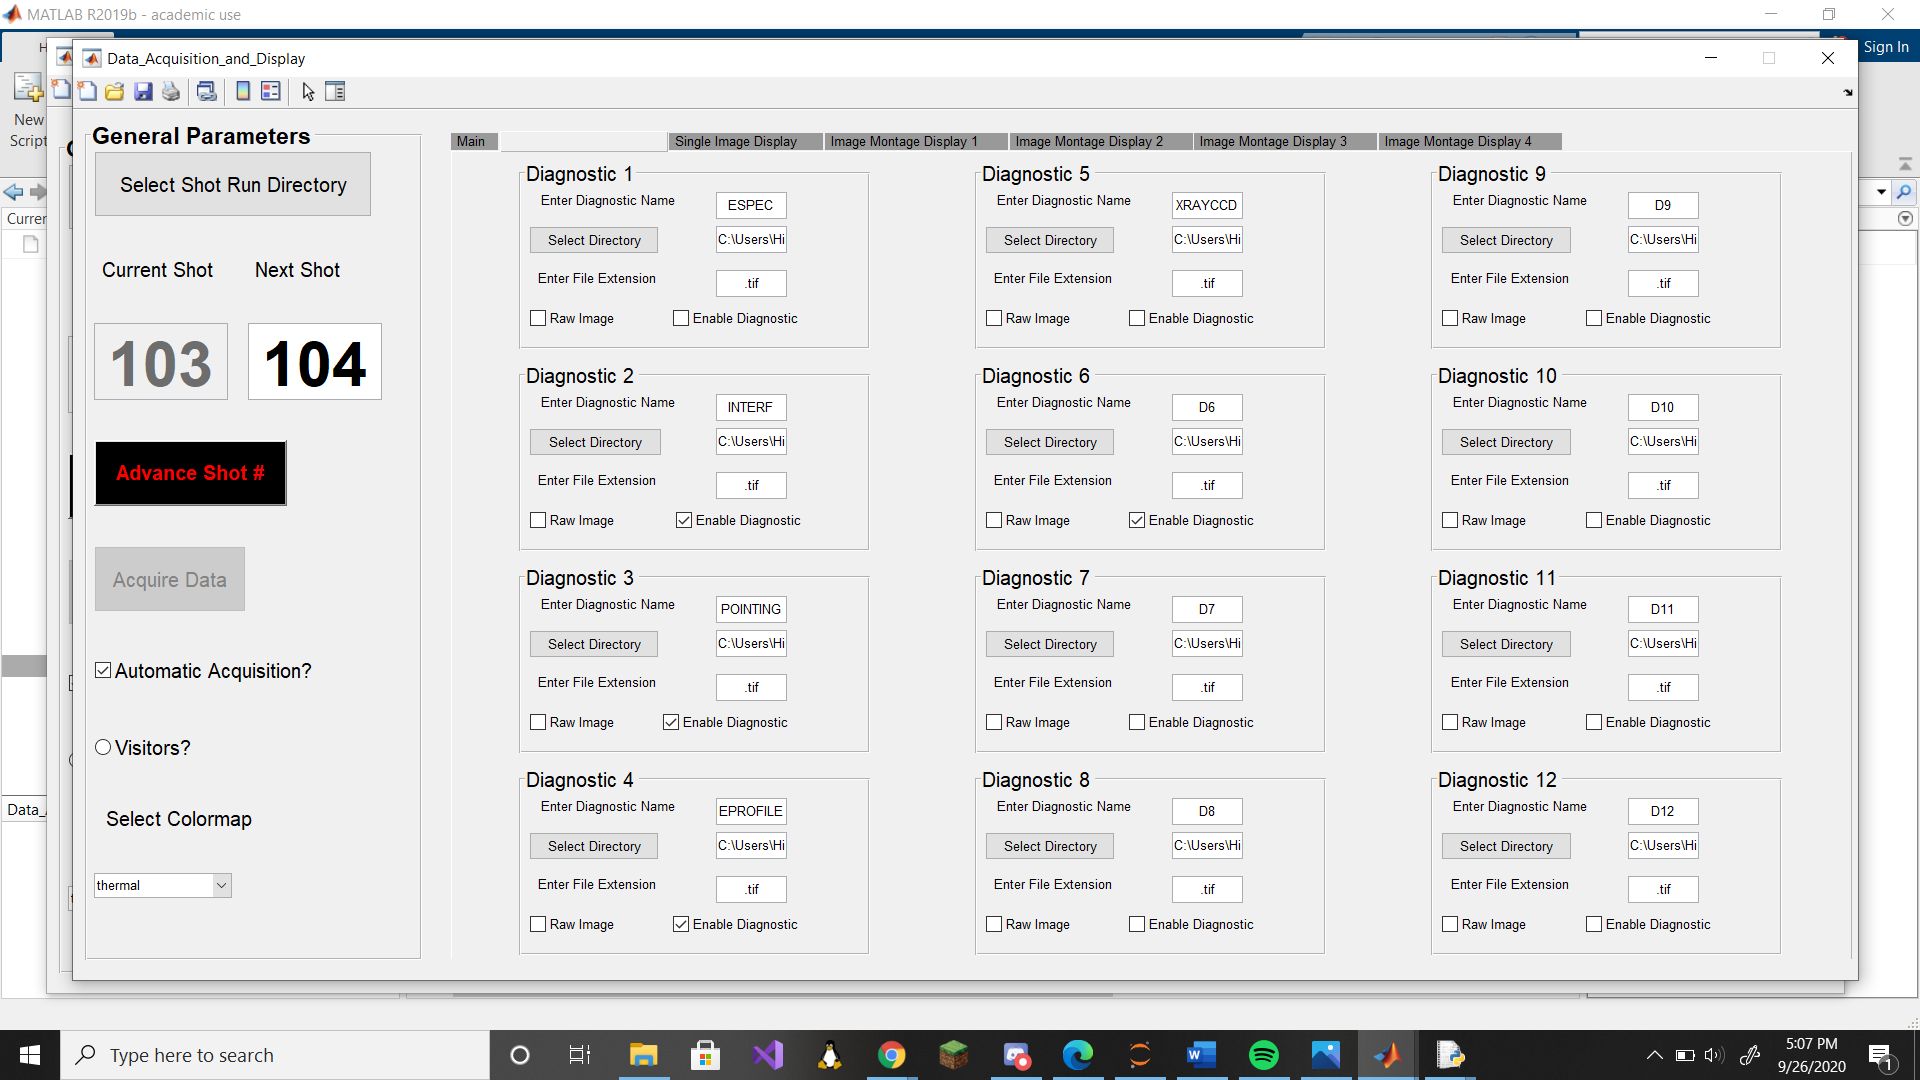 MATLAB R2019b - academic use
Sign In
Data_Acquisition_and_Display
New
Script
General Parameters
Select Shot Run Directory
Current Shot Next Shot
103 104
Advance Shot #
Acquire Data
Automatic Acquisition?
Visitors?
Select Colormap
thermal
Main Single Image Display Image Montage Display 1 Image Montage Display 2 Image Montage Display 3 Image Montage Display 4
Diagnostic 1
Enter Diagnostic Name ESPEC
Select Directory C:\Users\Hi
Enter File Extension .tif
Raw Image Enable Diagnostic
Diagnostic 2
Enter Diagnostic Name INTERF
Select Directory C:\Users\Hi
Enter File Extension .tif
Raw Image Enable Diagnostic
Diagnostic 3
Enter Diagnostic Name POINTING
Select Directory C:\Users\Hi
Enter File Extension .tif
Raw Image Enable Diagnostic
Diagnostic 4
Enter Diagnostic Name EPROFILE
Select Directory C:\Users\Hi
Enter File Extension .tif
Raw Image Enable Diagnostic
Diagnostic 5
Enter Diagnostic Name XRAYCCD
Select Directory C:\Users\Hi
Enter File Extension .tif
Raw Image Enable Diagnostic
Diagnostic 6
Enter Diagnostic Name D6
Select Directory C:\Users\Hi
Enter File Extension .tif
Raw Image Enable Diagnostic
Diagnostic 7
Enter Diagnostic Name D7
Select Directory C:\Users\Hi
Enter File Extension .tif
Raw Image Enable Diagnostic
Diagnostic 8
Enter Diagnostic Name D8
Select Directory C:\Users\Hi
Enter File Extension .tif
Raw Image Enable Diagnostic
Diagnostic 9
Enter Diagnostic Name D9
Select Directory C:\Users\Hi
Enter File Extension .tif
Raw Image Enable Diagnostic
Diagnostic 10
Enter Diagnostic Name D10
Select Directory C:\Users\Hi
Enter File Extension .tif
Raw Image Enable Diagnostic
Diagnostic 11
Enter Diagnostic Name D11
Select Directory C:\Users\Hi
Enter File Extension .tif
Raw Image Enable Diagnostic
Diagnostic 12
Enter Diagnostic Name D12
Select Directory C:\Users\Hi
Enter File Extension .tif
Raw Image Enable Diagnostic
Curren
Data_
Type here to search
5:07 PM
9/26/2020
1